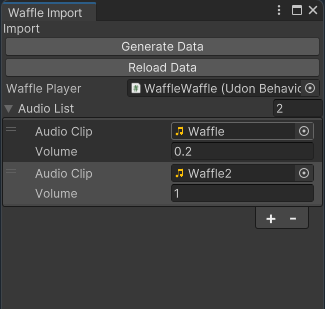 Waffle Import
Import
Generate Data
Reload Data
Waffle Player WaffleWaffle (Udon Behavio
Audio List 2
Audio Clip Waffle
Volume 0.2
Audio Clip Waffle2
Volume 1
+ -